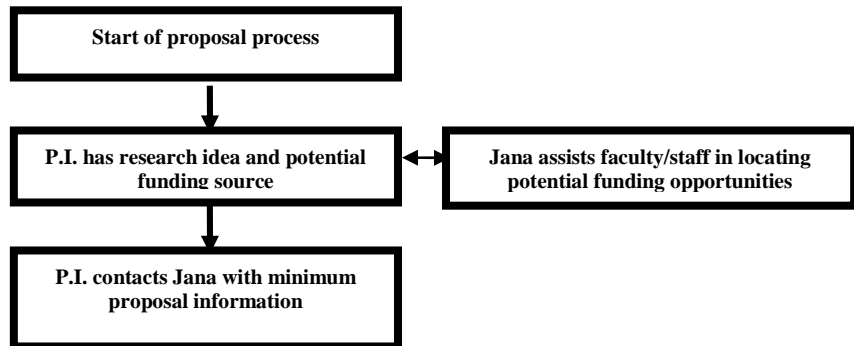 Start of proposal process
P.I. has research idea and potential
funding source
Jana assists faculty/staff in locating
potential funding opportunities
P.I. contacts Jana with minimum
proposal information